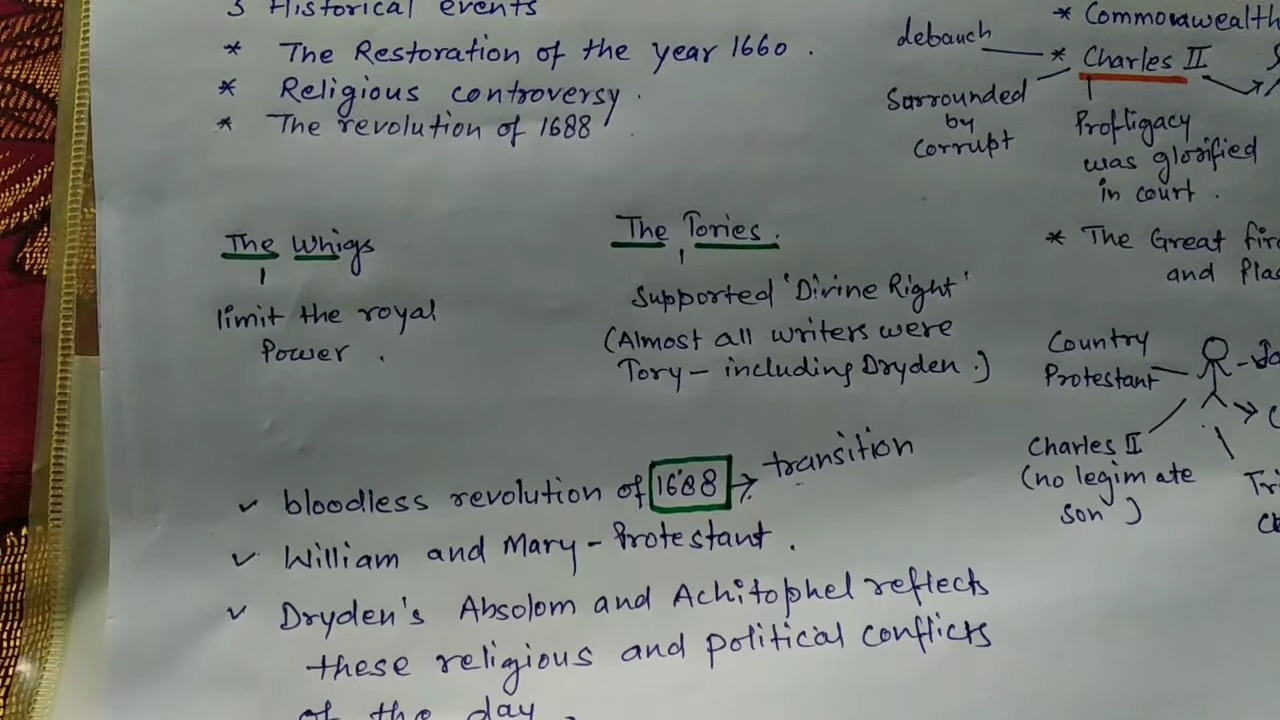 3 Historical events
* The Restoration of the year 1660 .
* Religious controversy .
* The revolution of 1688
* Commonwealth
debauch
* Charles II
Surrounded
by
corrupt
Profligacy
was glorified
in court .
* The Great
and
The Whigs
limit the royal
Power .
The Tories .
Supported 'Divine Right'
(Almost all writers were
Tory - including Dryden .)
Country
Protestant
Charles II
(no legimate
son )
✓ bloodless revolution of 1688 → transition
✓ William and Mary - Protestant .
✓ Dryden's Absolom and Achitophel reflects
these religious and political conflicts
of the day .